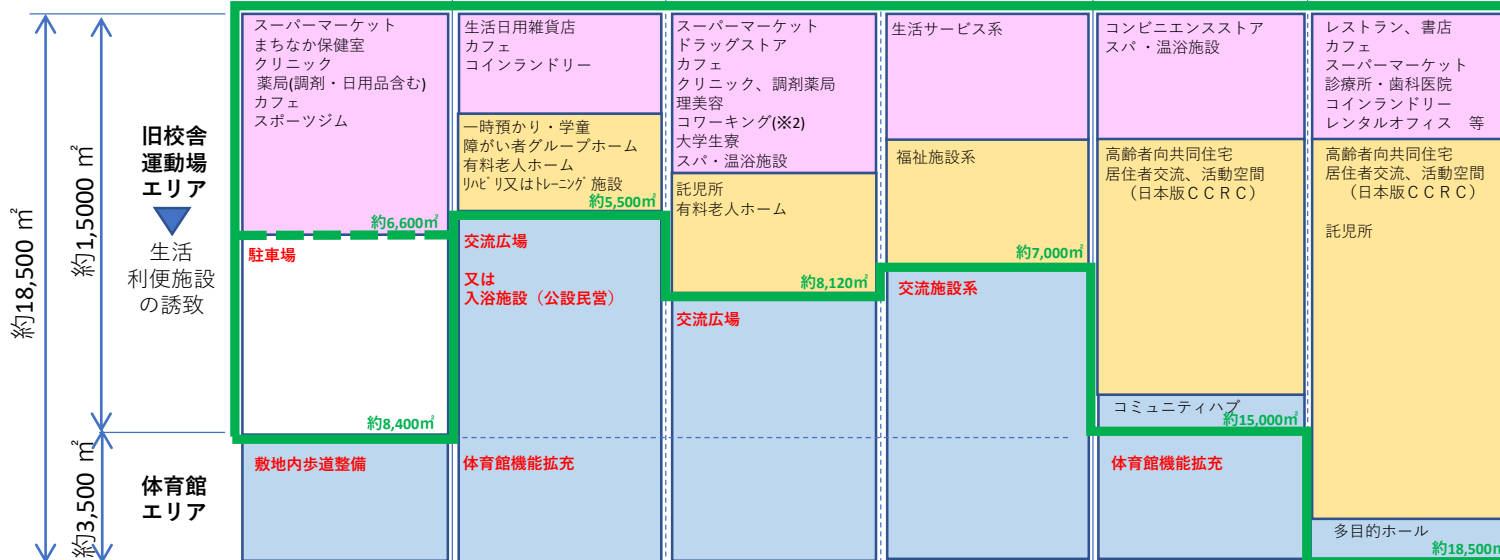 約18,500 ㎡
約1,5000 ㎡
約3,500 ㎡
旧校舎
運動場
エリア
生活
利便施設
の誘致
体育館
エリア
スーパーマーケット
まちなか保健室
クリニック
薬局(調剤・日用品含む)
カフェ
スポーツジム
約6,600㎡
駐車場
約8,400㎡
敷地内歩道整備
生活日用雑貨店
カフェ
コインランドリー
一時預かり・学童
障がい者グループホーム
有料老人ホーム
ﾘﾊﾋﾞﾘ又はﾄﾚｰﾆﾝｸﾞ施設
約5,500㎡
交流広場
又は
入浴施設（公設民営）
体育館機能拡充
スーパーマーケット
ドラッグストア
カフェ
クリニック、調剤薬局
理美容
コワーキング(※2)
大学生寮
スパ・温浴施設
託児所
有料老人ホーム
約8,120㎡
交流広場
生活サービス系
福祉施設系
約7,000㎡
交流施設系
コンビニエンスストア
スパ・温浴施設
高齢者向共同住宅
居住者交流、活動空間
（日本版ＣＣＲＣ）
コミュニティハブ
約15,000㎡
体育館機能拡充
レストラン、書店
カフェ
スーパーマーケット
診療所・歯科医院
コインランドリー
レンタルオフィス　等
高齢者向共同住宅
居住者交流、活動空間
（日本版ＣＣＲＣ）
託児所
多目的ホール
約18,500㎡